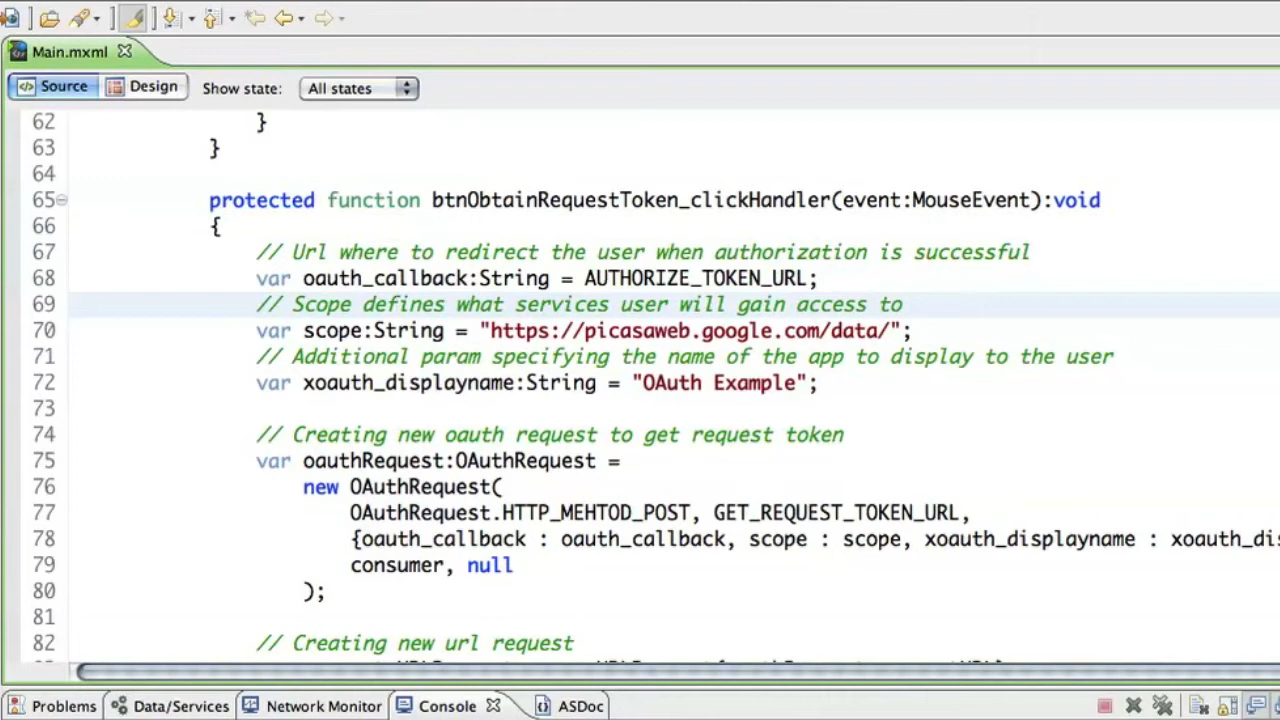 Main.mxml
Source Design Show state: All states
62 }
63 }
64
65 protected function btnObtainRequestToken_clickHandler(event:MouseEvent):void
66 {
67 // Url where to redirect the user when authorization is successful
68 var oauth_callback:String = AUTHORIZE_TOKEN_URL;
69 // Scope defines what services user will gain access to
70 var scope:String = "https://picasaweb.google.com/data/";
71 // Additional param specifying the name of the app to display to the user
72 var xoauth_displayname:String = "OAuth Example";
73
74 // Creating new oauth request to get request token
75 var oauthRequest:OAuthRequest =
76 new OAuthRequest(
77 OAuthRequest.HTTP_MEHTOD_POST, GET_REQUEST_TOKEN_URL,
78 {oauth_callback : oauth_callback, scope : scope, xoauth_displayname : xoauth_dis
79 consumer, null
80 );
81
82 // Creating new url request
Problems Data/Services Network Monitor Console ASDoc